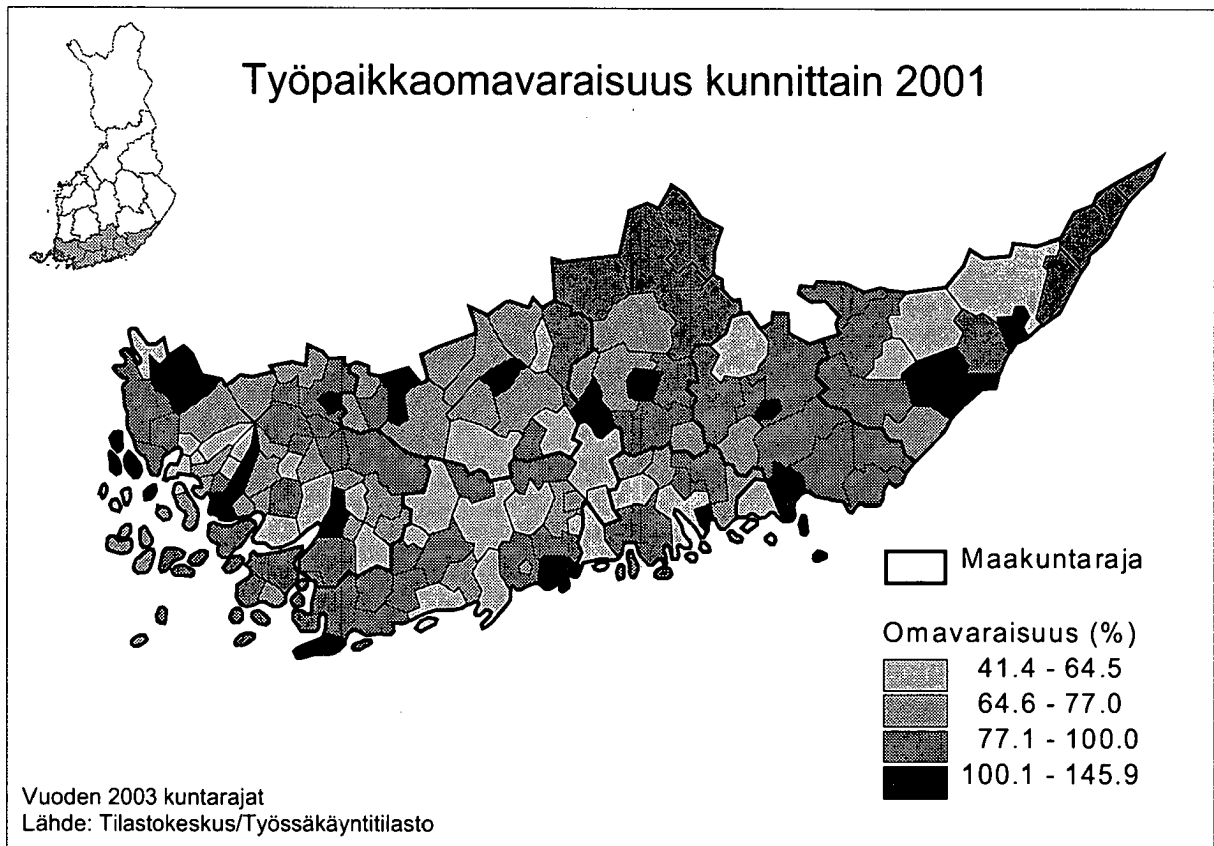 Työpaikkaomavaraisuus kunnittain 2001
Maakuntaraja
Omavaraisuus (%)
41.4 - 64.5
64.6 - 77.0
77.1 - 100.0
100.1 - 145.9
Vuoden 2003 kuntarajat
Lähde: Tilastokeskus/Työssäkäyntitilasto